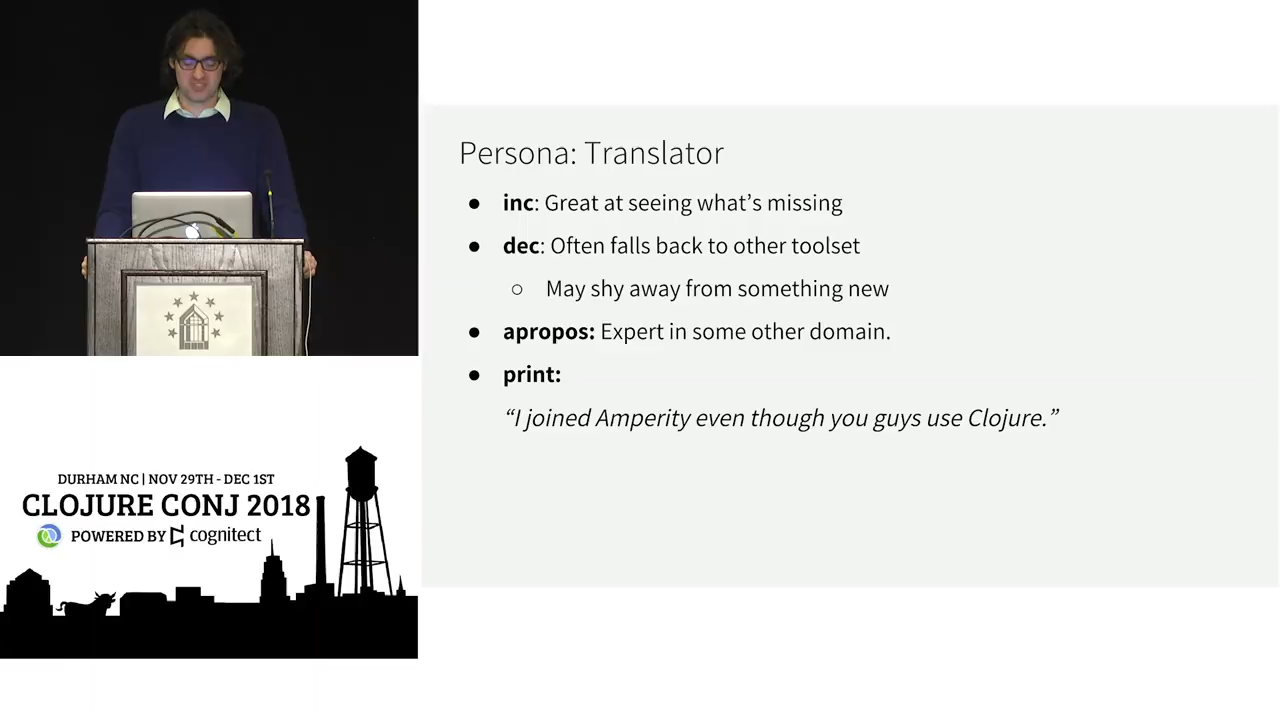 Persona: Translator
● inc: Great at seeing what’s missing
● dec: Often falls back to other toolset
○ May shy away from something new
● apropos: Expert in some other domain.
● print:
“I joined Amperity even though you guys use Clojure.”
DURHAM NC | NOV 29TH - DEC 1ST
CLOJURE CONJ 2018
POWERED BY cognitect